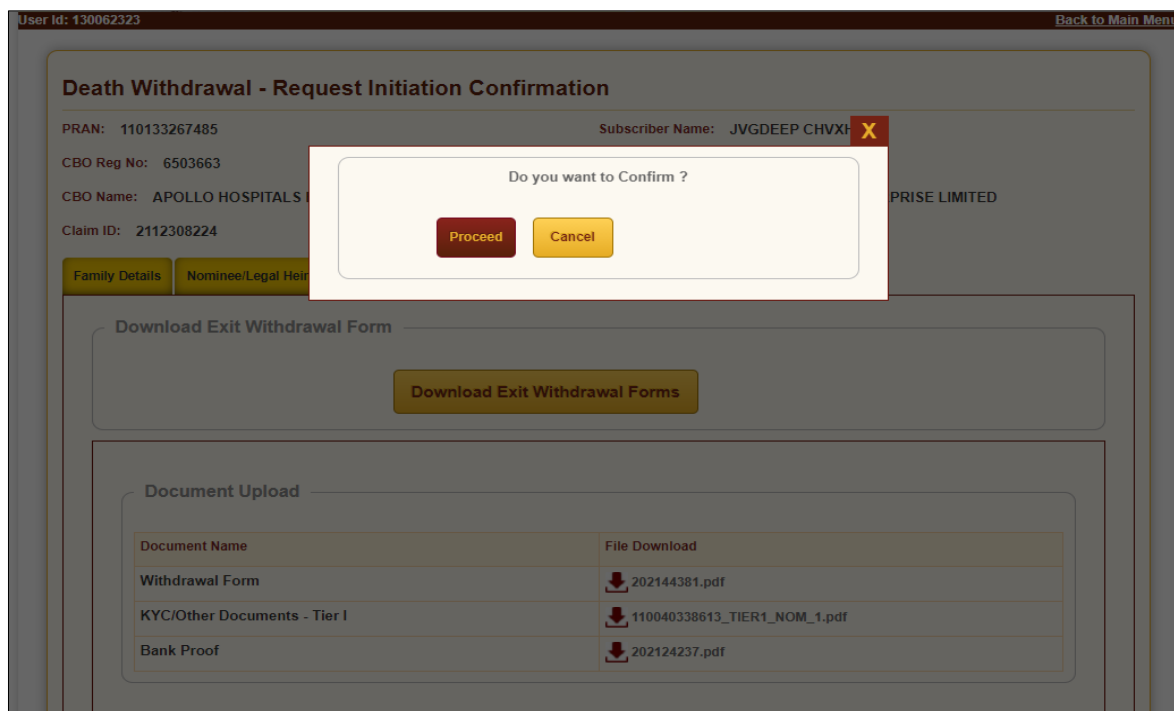 User Id: 130062323 Back to Main Menu
Death Withdrawal - Request Initiation Confirmation
PRAN: 110133267485 Subscriber Name: JVGDEEP
X
CBO Reg No: 6503663
Do you want to Confirm ?
CBO Name: APOLLO HOSPITALS PRISE LIMITED
Claim ID: 2112308224
Proceed Cancel
Family Details Nominee/Legal Heir
Download Exit Withdrawal Form
Download Exit Withdrawal Forms
Document Upload
Document Name File Download
Withdrawal Form 202144381.pdf
KYC/Other Documents - Tier I 110040338613_TIER1_NOM_1.pdf
Bank Proof 202124237.pdf